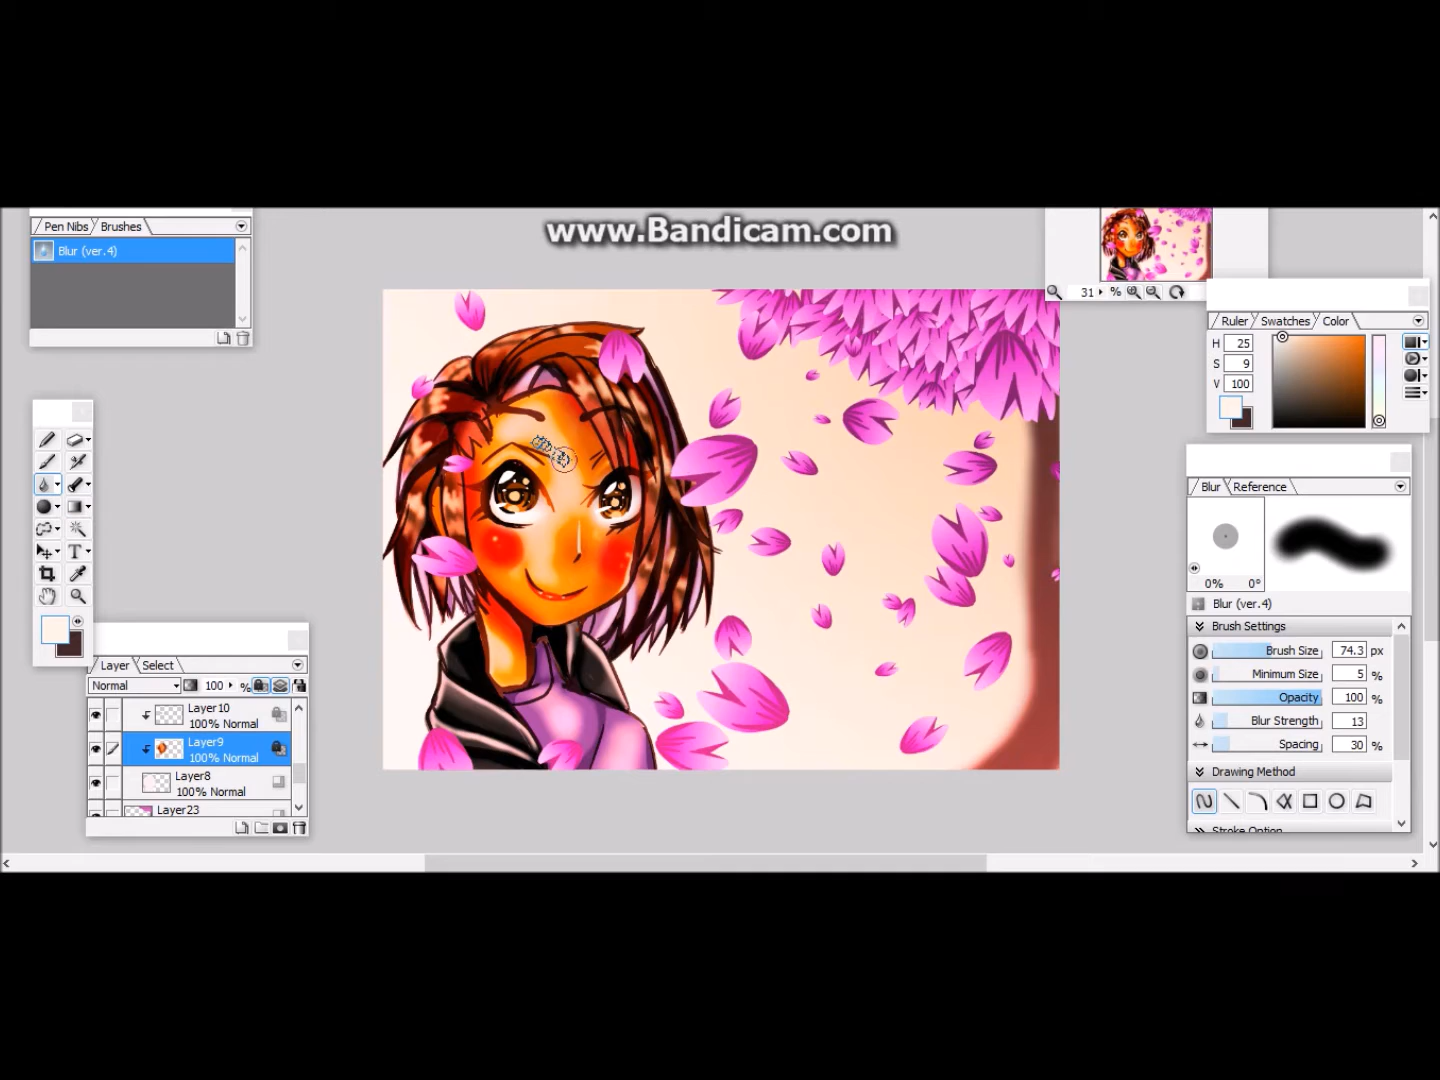 www.Bandicam.com
Pen Nibs Brushes
Blur (ver.4)
31 %
Ruler Swatches Color
H 25
S 9
V 100
Blur Reference
0% 0°
Blur (ver.4)
Brush Settings
Brush Size 74.3 px
Minimum Size 5 %
Opacity 100 %
Blur Strength 13
Spacing 30 %
Drawing Method
Stroke Option
Layer Select
Normal 100 %
Layer10
100% Normal
Layer9
100% Normal
Layer8
100% Normal
Layer23